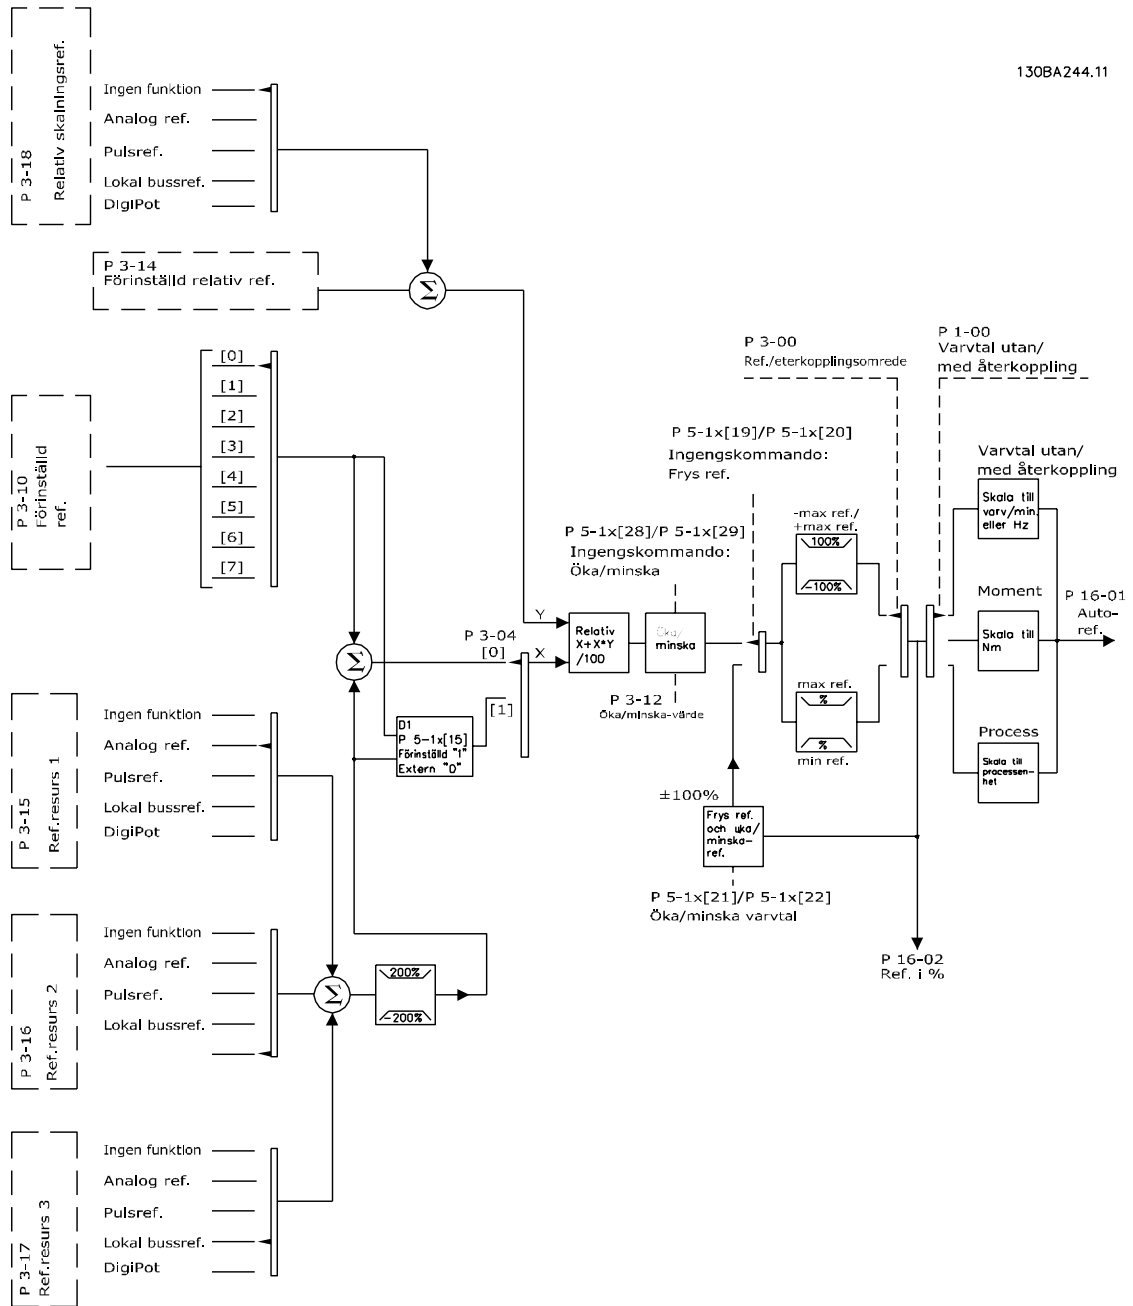 130BA244.11
P 3-18
Relativ skalningsref.
Ingen funktion
Analog ref.
Pulsref.
Lokal bussref.
DigiPot
P 3-14
Förinställd relativ ref.
Σ
P 3-10
Förinställd
ref.
[0]
[1]
[2]
[3]
[4]
[5]
[6]
[7]
Σ
P 3-04
[0]
[1]
D1
P 5-1x[15]
Förinställd "1"
Extern "0"
Y
X
Relativ
X+X*Y
/100
P 5-1x[28]/P 5-1x[29]
Ingengskommando:
Öka/minska
Öka/
minska
P 3-12
Öka/minska-värde
P 5-1x[19]/P 5-1x[20]
Ingengskommando:
Frys ref.
-max ref./
+max ref.
100%
-100%
max ref.
%
%
min ref.
P 3-00
Ref./eterkopplingsomrede
P 1-00
Varvtal utan/
med återkoppling
Varvtal utan/
med återkoppling
Skala till
varv/min.
eller Hz
Moment
Skala till
Nm
Process
Skala till
processen-
het
P 16-01
Auto-
ref.
±100%
Frys ref.
och uka/
minska-
ref.
P 5-1x[21]/P 5-1x[22]
Öka/minska varvtal
P 16-02
Ref. i %
P 3-15
Ref.resurs 1
Ingen funktion
Analog ref.
Pulsref.
Lokal bussref.
DigiPot
P 3-16
Ref.resurs 2
Ingen funktion
Analog ref.
Pulsref.
Lokal bussref.
Σ
200%
-200%
P 3-17
Ref.resurs 3
Ingen funktion
Analog ref.
Pulsref.
Lokal bussref.
DigiPot